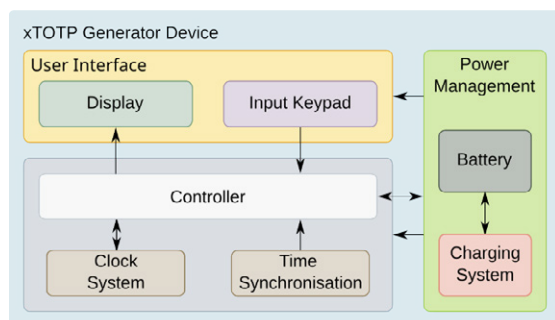 xTOTP Generator Device
User Interface
Display
Input Keypad
Power
Management
Battery
Controller
Clock
System
Time
Synchronisation
Charging
System